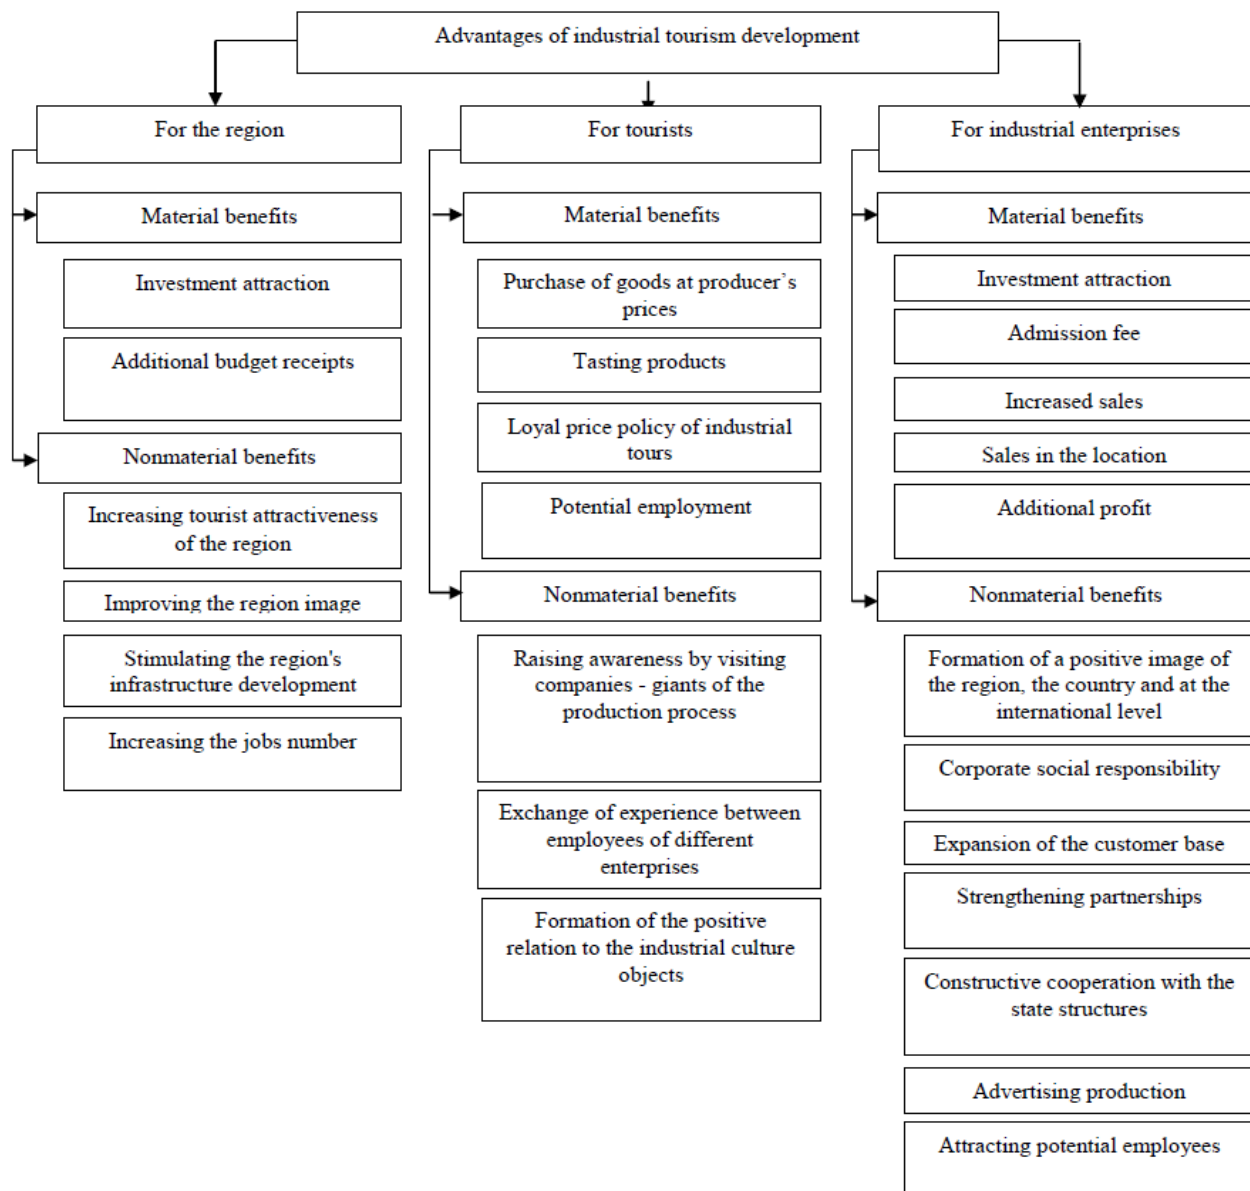 Advantages of industrial tourism development
For the region
Material benefits
Investment attraction
Additional budget receipts
Nonmaterial benefits
Increasing tourist attractiveness
of the region
Improving the region image
Stimulating the region's
infrastructure development
Increasing the jobs number
For tourists
Material benefits
Purchase of goods at producer’s
prices
Tasting products
Loyal price policy of industrial
tours
Potential employment
Nonmaterial benefits
Raising awareness by visiting
companies - giants of the
production process
Exchange of experience between
employees of different
enterprises
Formation of the positive
relation to the industrial culture
objects
For industrial enterprises
Material benefits
Investment attraction
Admission fee
Increased sales
Sales in the location
Additional profit
Nonmaterial benefits
Formation of a positive image of
the region, the country and at the
international level
Corporate social responsibility
Expansion of the customer base
Strengthening partnerships
Constructive cooperation with the
state structures
Advertising production
Attracting potential employees